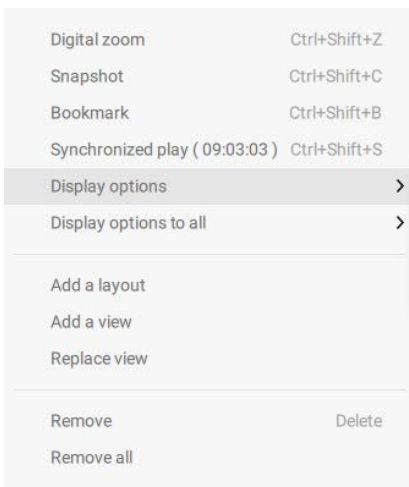 Digital zoom Ctrl+Shift+Z
Snapshot Ctrl+Shift+C
Bookmark Ctrl+Shift+B
Synchronized play ( 09:03:03 ) Ctrl+Shift+S
Display options
Display options to all
Add a layout
Add a view
Replace view
Remove Delete
Remove all